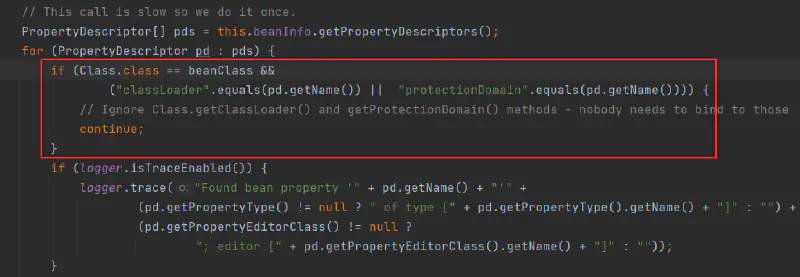 // This call is slow so we do it once.
PropertyDescriptor[] pds = this.beanInfo.getPropertyDescriptors();
for (PropertyDescriptor pd : pds) {
if (Class.class == beanClass &&
("classLoader".equals(pd.getName()) ||  "protectionDomain".equals(pd.getName()))) {
// Ignore Class.getClassLoader() and getProtectionDomain() methods - nobody needs to bind to those
continue;
}
if (logger.isTraceEnabled()) {
logger.trace( o: "Found bean property '" + pd.getName() + "'" +
(pd.getPropertyType() != null ? " of type [" + pd.getPropertyType().getName() + "]" : "") +
(pd.getPropertyEditorClass() != null ?
"; editor [" + pd.getPropertyEditorClass().getName() + "]" : ""));
}